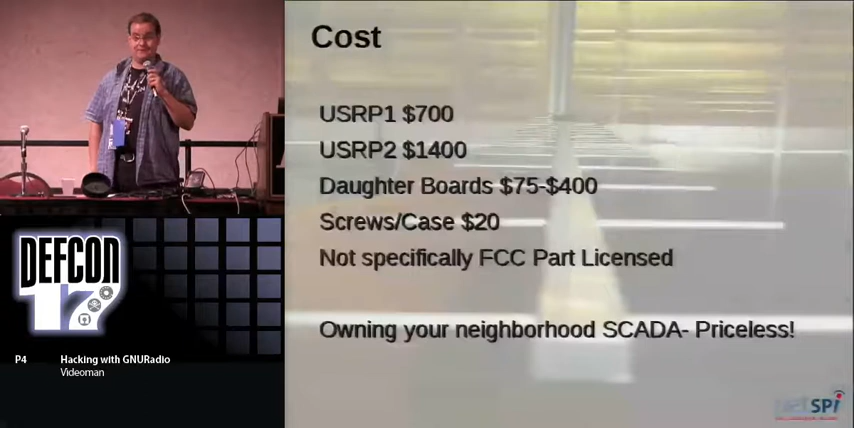 Cost
USRP1 $700
USRP2 $1400
Daughter Boards $75-$400
Screws/Case $20
Not specifically FCC Part Licensed
Owning your neighborhood SCADA- Priceless!
DEFCON
17
P4 Hacking with GNURadio
Videoman
netSPi